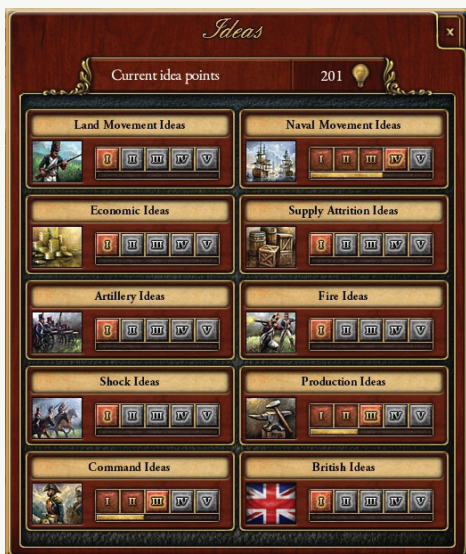 Ideas
x
Current idea points 201
Land Movement Ideas Naval Movement Ideas
I II III IV V I II III IV V
Economic Ideas Supply Attrition Ideas
I II III IV V I II III IV V
Artillery Ideas Fire Ideas
I II III IV V I II III IV V
Shock Ideas Production Ideas
I II III IV V I II III IV V
Command Ideas British Ideas
I II III IV V I II III IV V